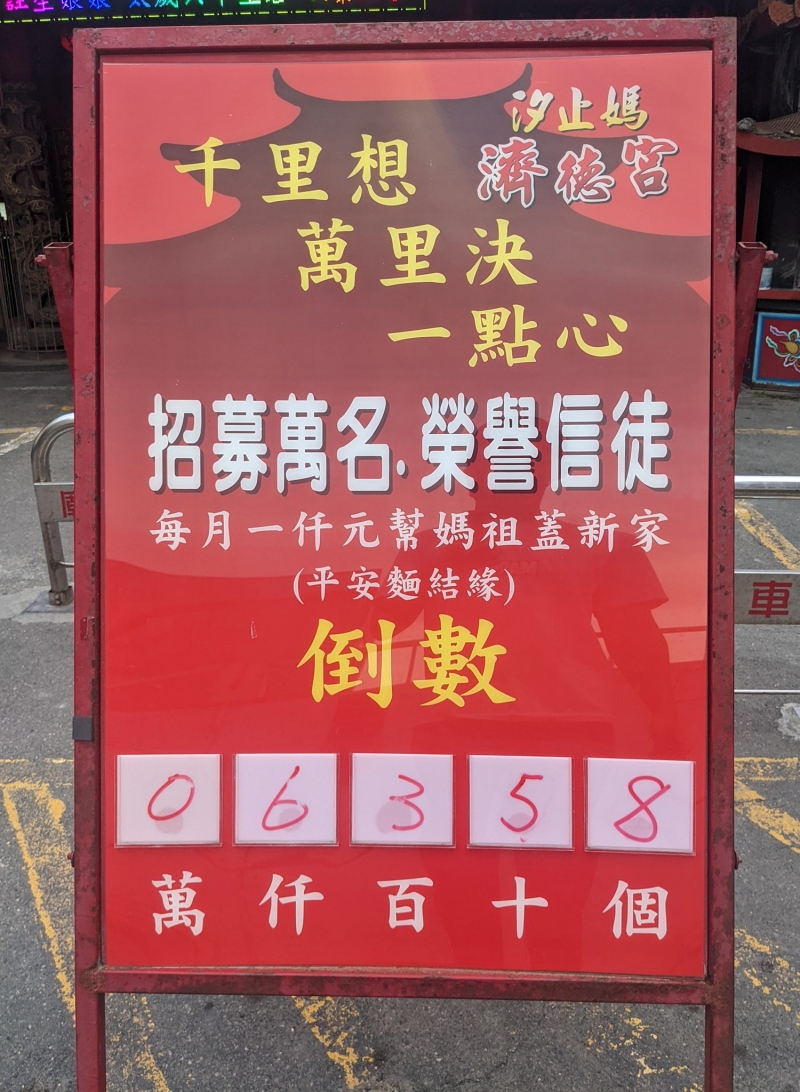 汐止媽
濟德宮
千里想
萬里決
一點心
招募萬名.榮譽信徒
每月一仟元幫媽祖蓋新家
(平安麵結緣)
倒數
0 6 3 5 8
萬 仟 百 十 個
車